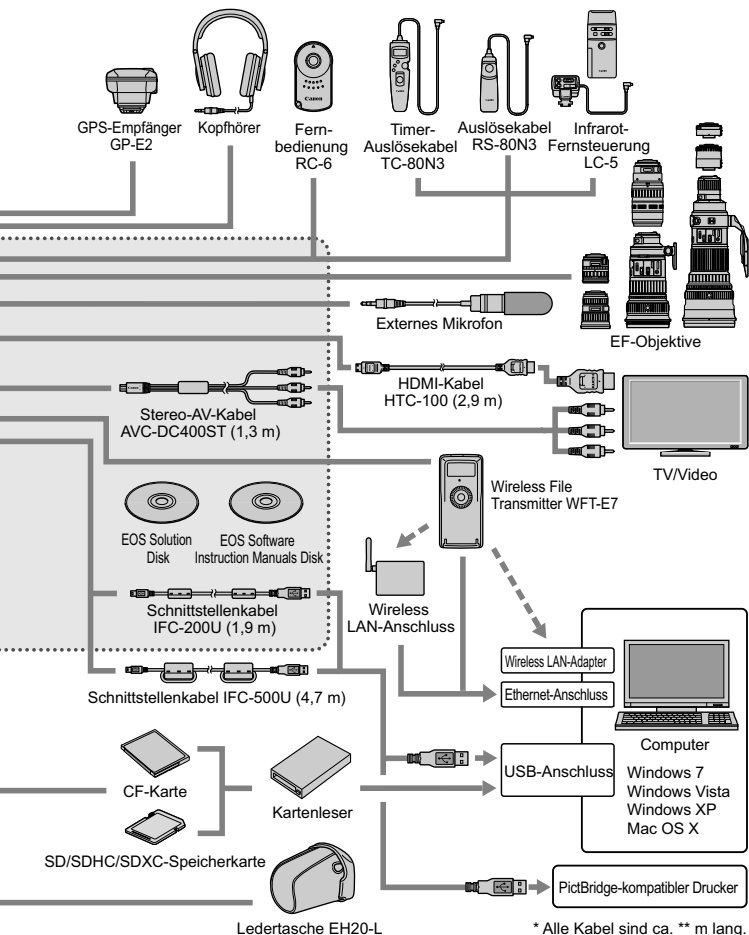 GPS-Empfänger
GP-E2
Kopfhörer
Fern-
bedienung
RC-6
Timer-
Auslösekabel
TC-80N3
Auslösekabel
RS-80N3
Infrarot-
Fernsteuerung
LC-5
Canon
Externes Mikrofon
EF-Objektive
HDMI-Kabel
HTC-100 (2,9 m)
Stereo-AV-Kabel
AVC-DC400ST (1,3 m)
TV/Video
Wireless File
Transmitter WFT-E7
EOS Solution
Disk
EOS Software
Instruction Manuals Disk
Wireless
LAN-Anschluss
Schnittstellenkabel
IFC-200U (1,9 m)
Schnittstellenkabel IFC-500U (4,7 m)
Wireless LAN-Adapter
Ethernet-Anschluss
USB-Anschluss
Computer
Windows 7
Windows Vista
Windows XP
Mac OS X
CF-Karte
SD/SDHC/SDXC-Speicherkarte
Kartenleser
PictBridge-kompatibler Drucker
Ledertasche EH20-L
* Alle Kabel sind ca. ** m lang.